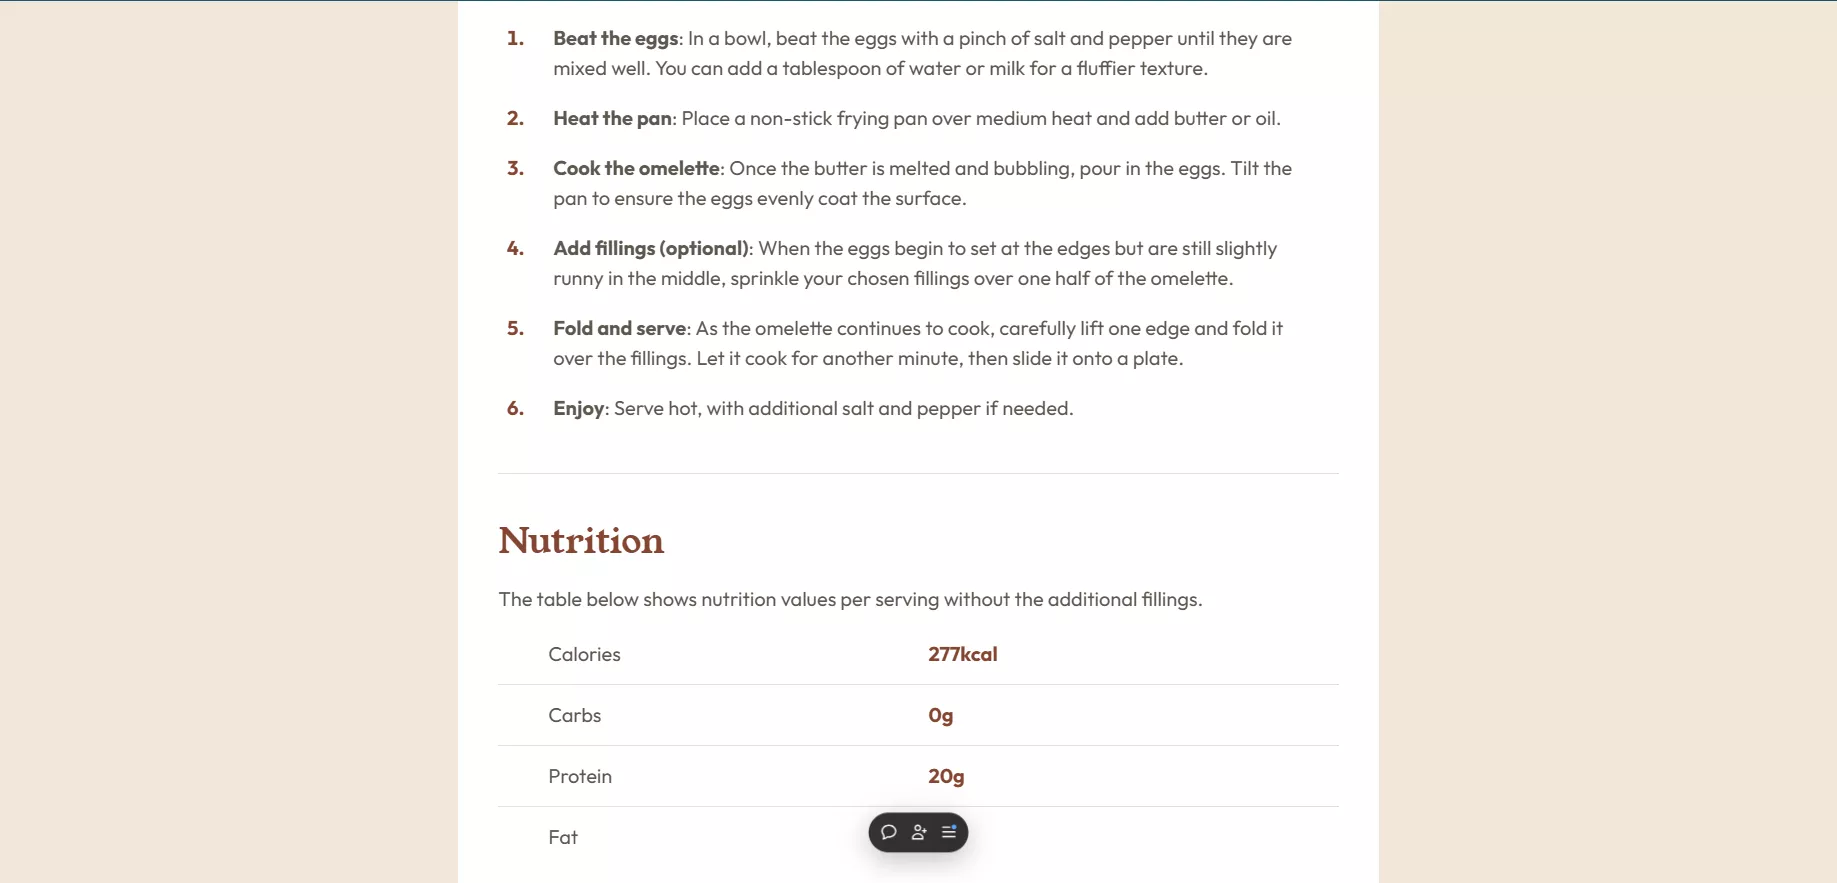 1. Beat the eggs: In a bowl, beat the eggs with a pinch of salt and pepper until they are
mixed well. You can add a tablespoon of water or milk for a fluffier texture.
2. Heat the pan: Place a non-stick frying pan over medium heat and add butter or oil.
3. Cook the omelette: Once the butter is melted and bubbling, pour in the eggs. Tilt the
pan to ensure the eggs evenly coat the surface.
4. Add fillings (optional): When the eggs begin to set at the edges but are still slightly
runny in the middle, sprinkle your chosen fillings over one half of the omelette.
5. Fold and serve: As the omelette continues to cook, carefully lift one edge and fold it
over the fillings. Let it cook for another minute, then slide it onto a plate.
6. Enjoy: Serve hot, with additional salt and pepper if needed.
Nutrition
The table below shows nutrition values per serving without the additional fillings.
Calories 277kcal
Carbs 0g
Protein 20g
Fat